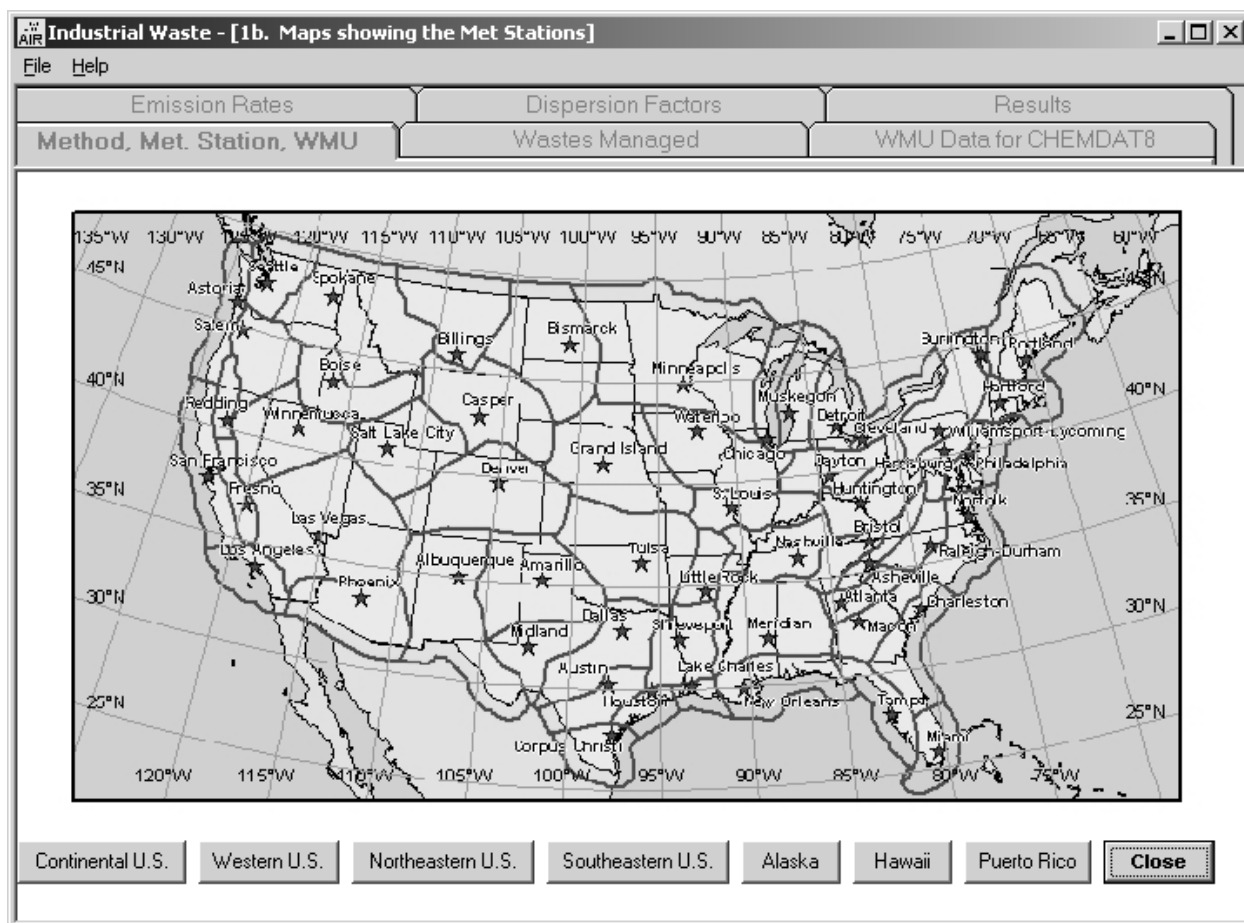 AIR Industrial Waste - [1b. Maps showing the Met Stations]
File Help
Emission Rates Dispersion Factors Results
Method, Met. Station, WMU Wastes Managed WMU Data for CHEMDAT8
135°W 130°W 125°W 120°W 115°W 110°W 105°W 100°W 95°W 90°W 85°W 80°W 75°W 70°W 65°W 60°W
45°N Seattle 45°N
Spokane
Astoria
Salem Billings Bismarck Burlington Portland
Minneapolis
40°N Boise Hartford 40°N
Redding Winnemucca Casper Waterloo Muskegon Detroit Cleveland Williamsport-Lycoming
Salt Lake City Grand Island Chicago
San Francisco Denver Dayton Harrisburg Philadelphia
35°N Fresno St. Louis Huntington Norfolk 35°N
Las Vegas Bristol
Los Angeles Albuquerque Amarillo Tulsa Nashville Raleigh-Durham
Phoenix Little Rock Asheville
30°N Atlanta Charleston 30°N
Dallas Shreveport Meridian Macon
Midland
Austin Lake Charles
25°N Houston New Orleans Tampa 25°N
Corpus Christi Miami
120°W 115°W 110°W 105°W 100°W 95°W 90°W 85°W 80°W 75°W
Continental U.S. Western U.S. Northeastern U.S. Southeastern U.S. Alaska Hawaii Puerto Rico Close